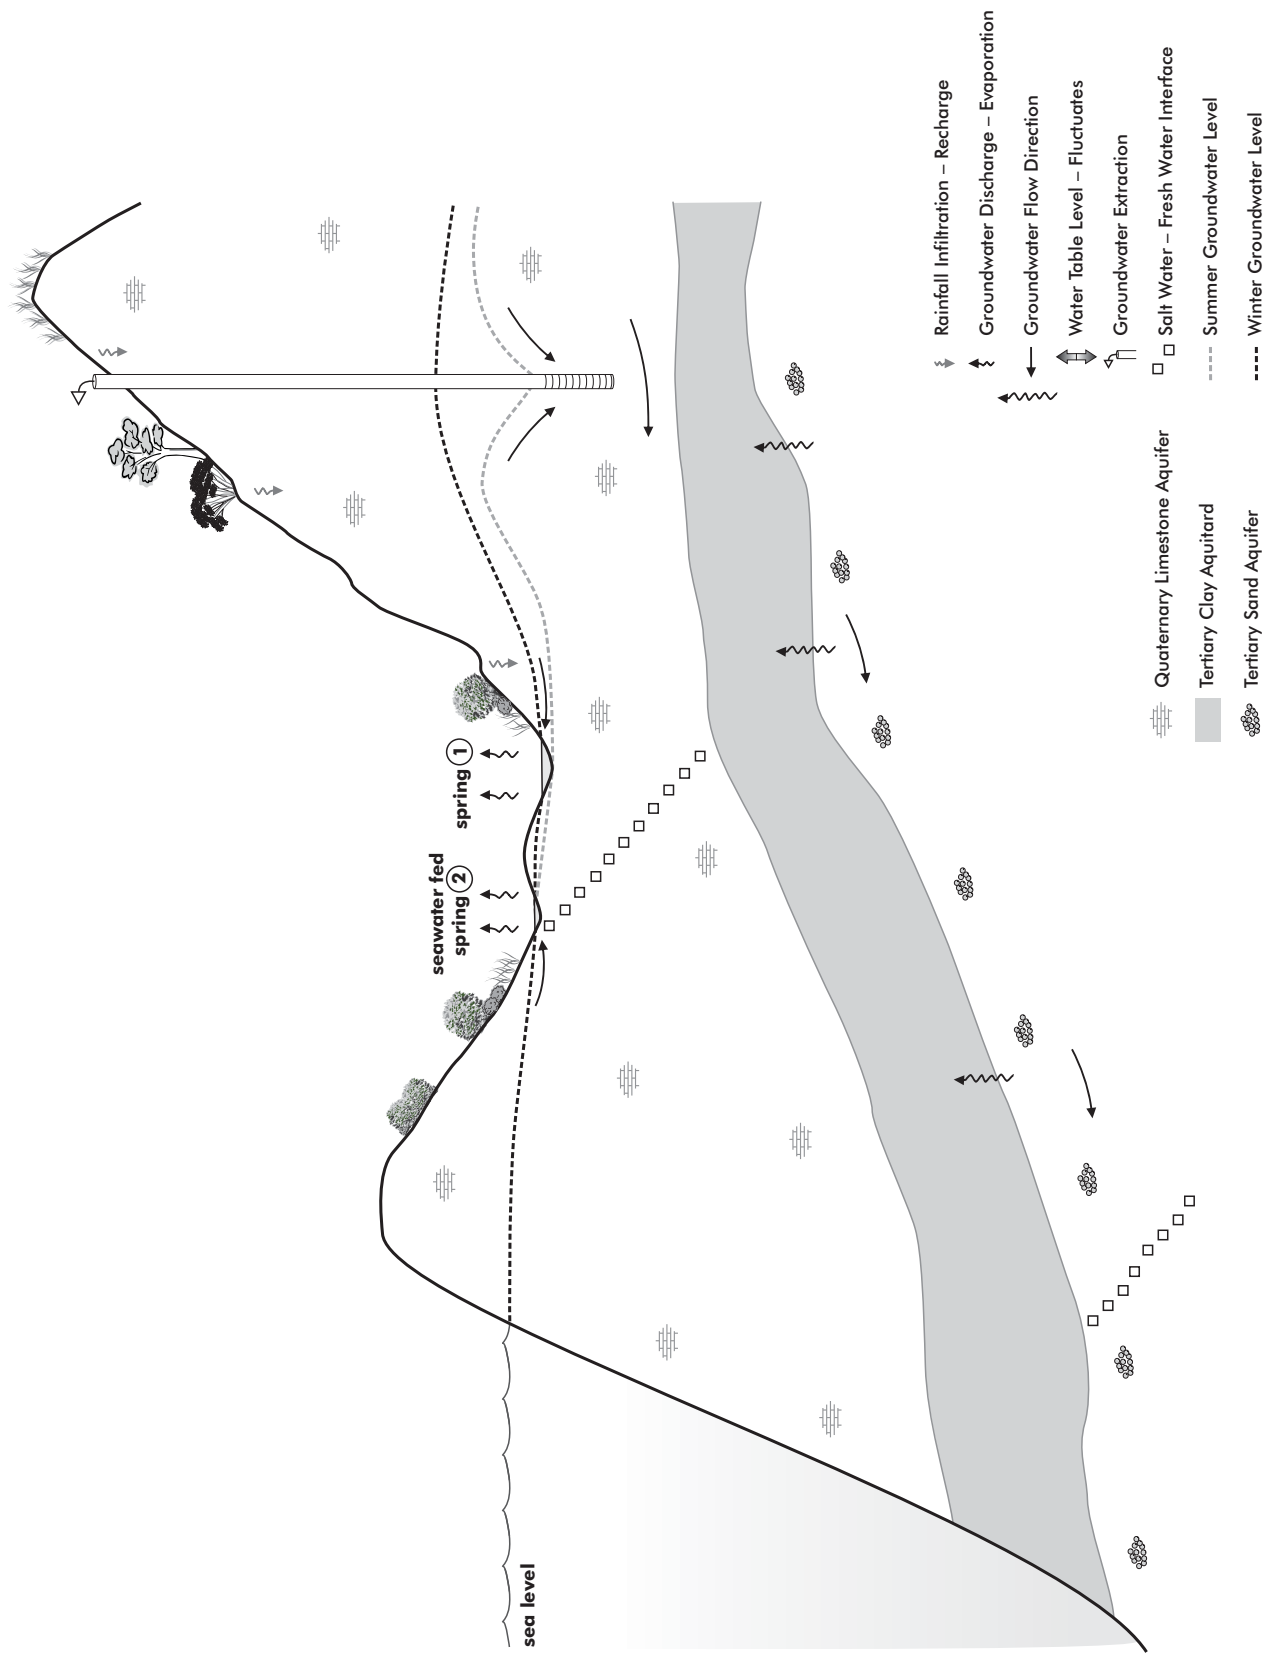 seawater fed
spring 2
spring 1
sea level
Quaternary Limestone Aquifer
Tertiary Clay Aquitard
Tertiary Sand Aquifer
Rainfall Infiltration – Recharge
Groundwater Discharge – Evaporation
Groundwater Flow Direction
Water Table Level – Fluctuates
Groundwater Extraction
Salt Water – Fresh Water Interface
Summer Groundwater Level
Winter Groundwater Level